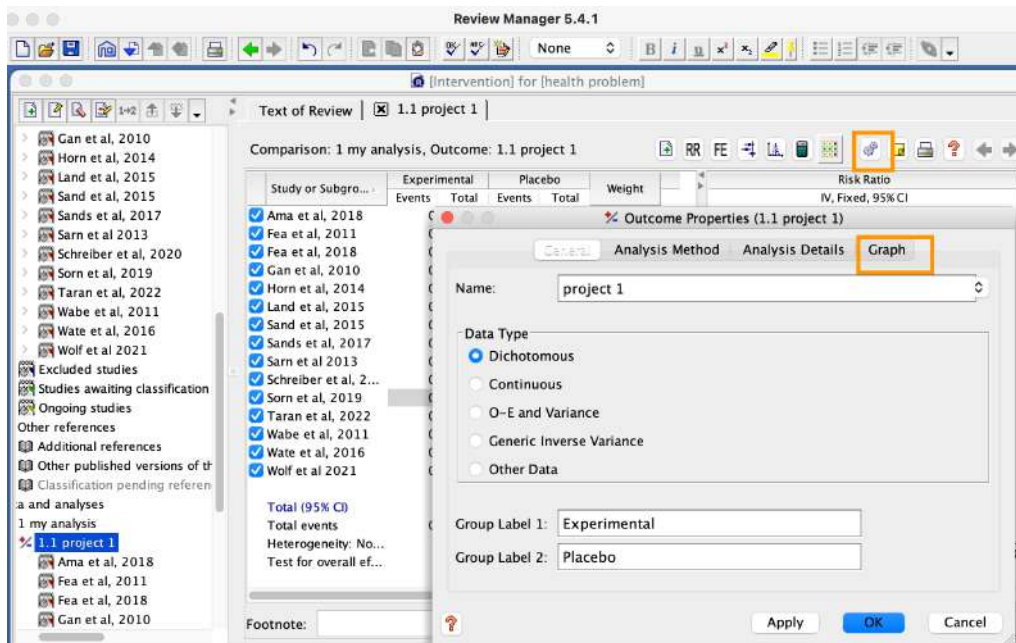 Review Manager 5.4.1
None
B i u x² x₂
[Intervention] for [health problem]
1→2
Text of Review
1.1 project 1
Gan et al, 2010
Horn et al, 2014
Land et al, 2015
Sand et al, 2015
Sands et al, 2017
Sarn et al 2013
Schreiber et al, 2020
Sorn et al, 2019
Taran et al, 2022
Wabe et al, 2011
Wate et al, 2016
Wolf et al 2021
Excluded studies
Studies awaiting classification
Ongoing studies
Other references
Additional references
Other published versions of th
Classification pending referen
a and analyses
1 my analysis
1.1 project 1
Ama et al, 2018
Fea et al, 2011
Fea et al, 2018
Gan et al, 2010
Comparison: 1 my analysis, Outcome: 1.1 project 1
RR FE
?
Study or Subgro...
Experimental
Placebo
Weight
Risk Ratio
Events Total Events Total
IV, Fixed, 95% CI
Ama et al, 2018
Fea et al, 2011
Fea et al, 2018
Gan et al, 2010
Horn et al, 2014
Land et al, 2015
Sand et al, 2015
Sands et al, 2017
Sarn et al 2013
Schreiber et al, 2...
Sorn et al, 2019
Taran et al, 2022
Wabe et al, 2011
Wate et al, 2016
Wolf et al 2021
Total (95% CI)
Total events
Heterogeneity: No...
Test for overall ef...
Footnote:
Outcome Properties (1.1 project 1)
General Analysis Method Analysis Details Graph
Name: project 1
Data Type
Dichotomous
Continuous
O-E and Variance
Generic Inverse Variance
Other Data
Group Label 1: Experimental
Group Label 2: Placebo
? Apply OK Cancel